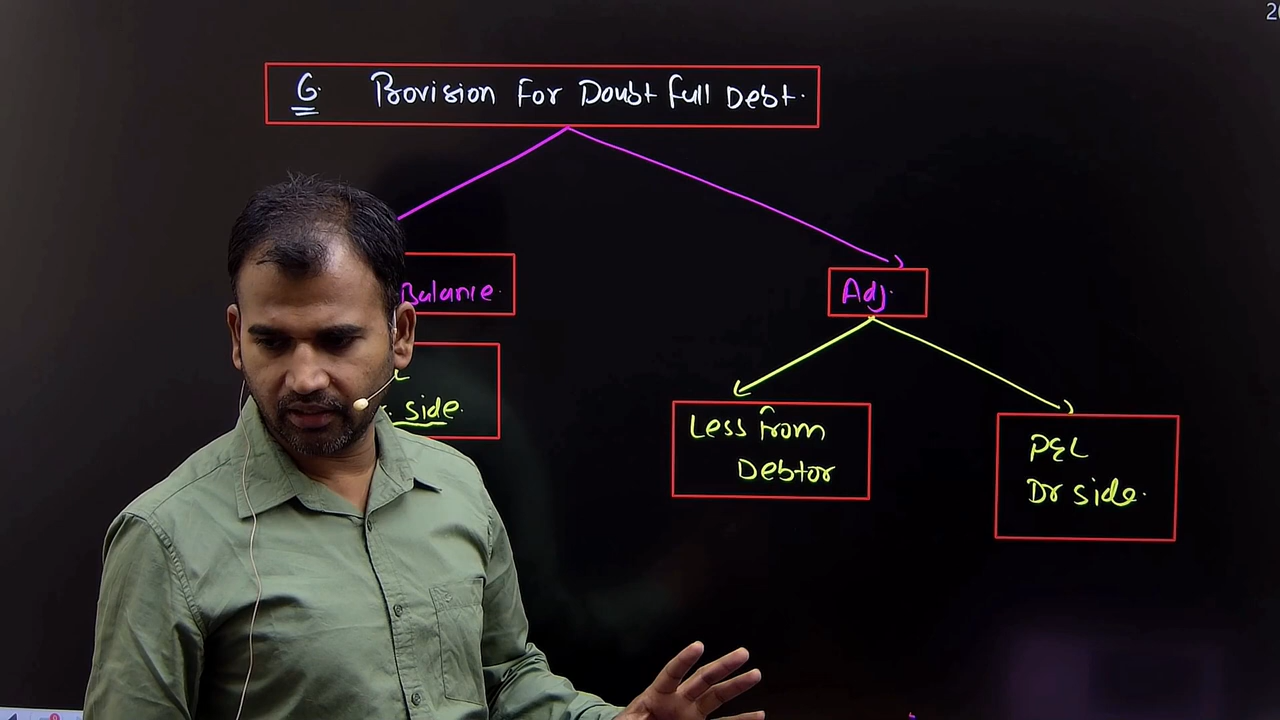 G. Provision For Doubt full Debt.
Balance.
Adj.
side.
Less from
Debtor
P&L
Dr side.